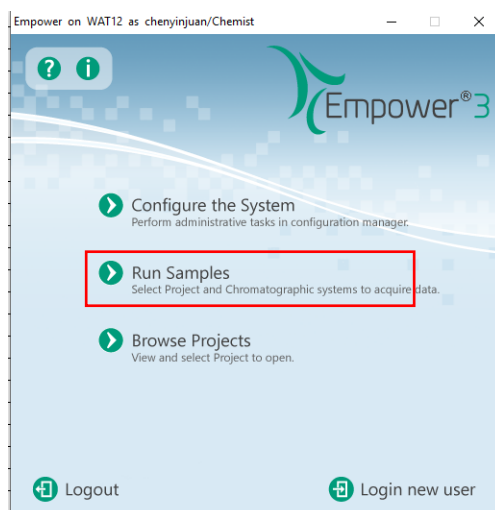 Empower on WAT12 as chenyinjuan/Chemist
Empower®3
Configure the System
Perform administrative tasks in configuration manager.
Run Samples
Select Project and Chromatographic systems to acquire data.
Browse Projects
View and select Project to open.
Logout
Login new user